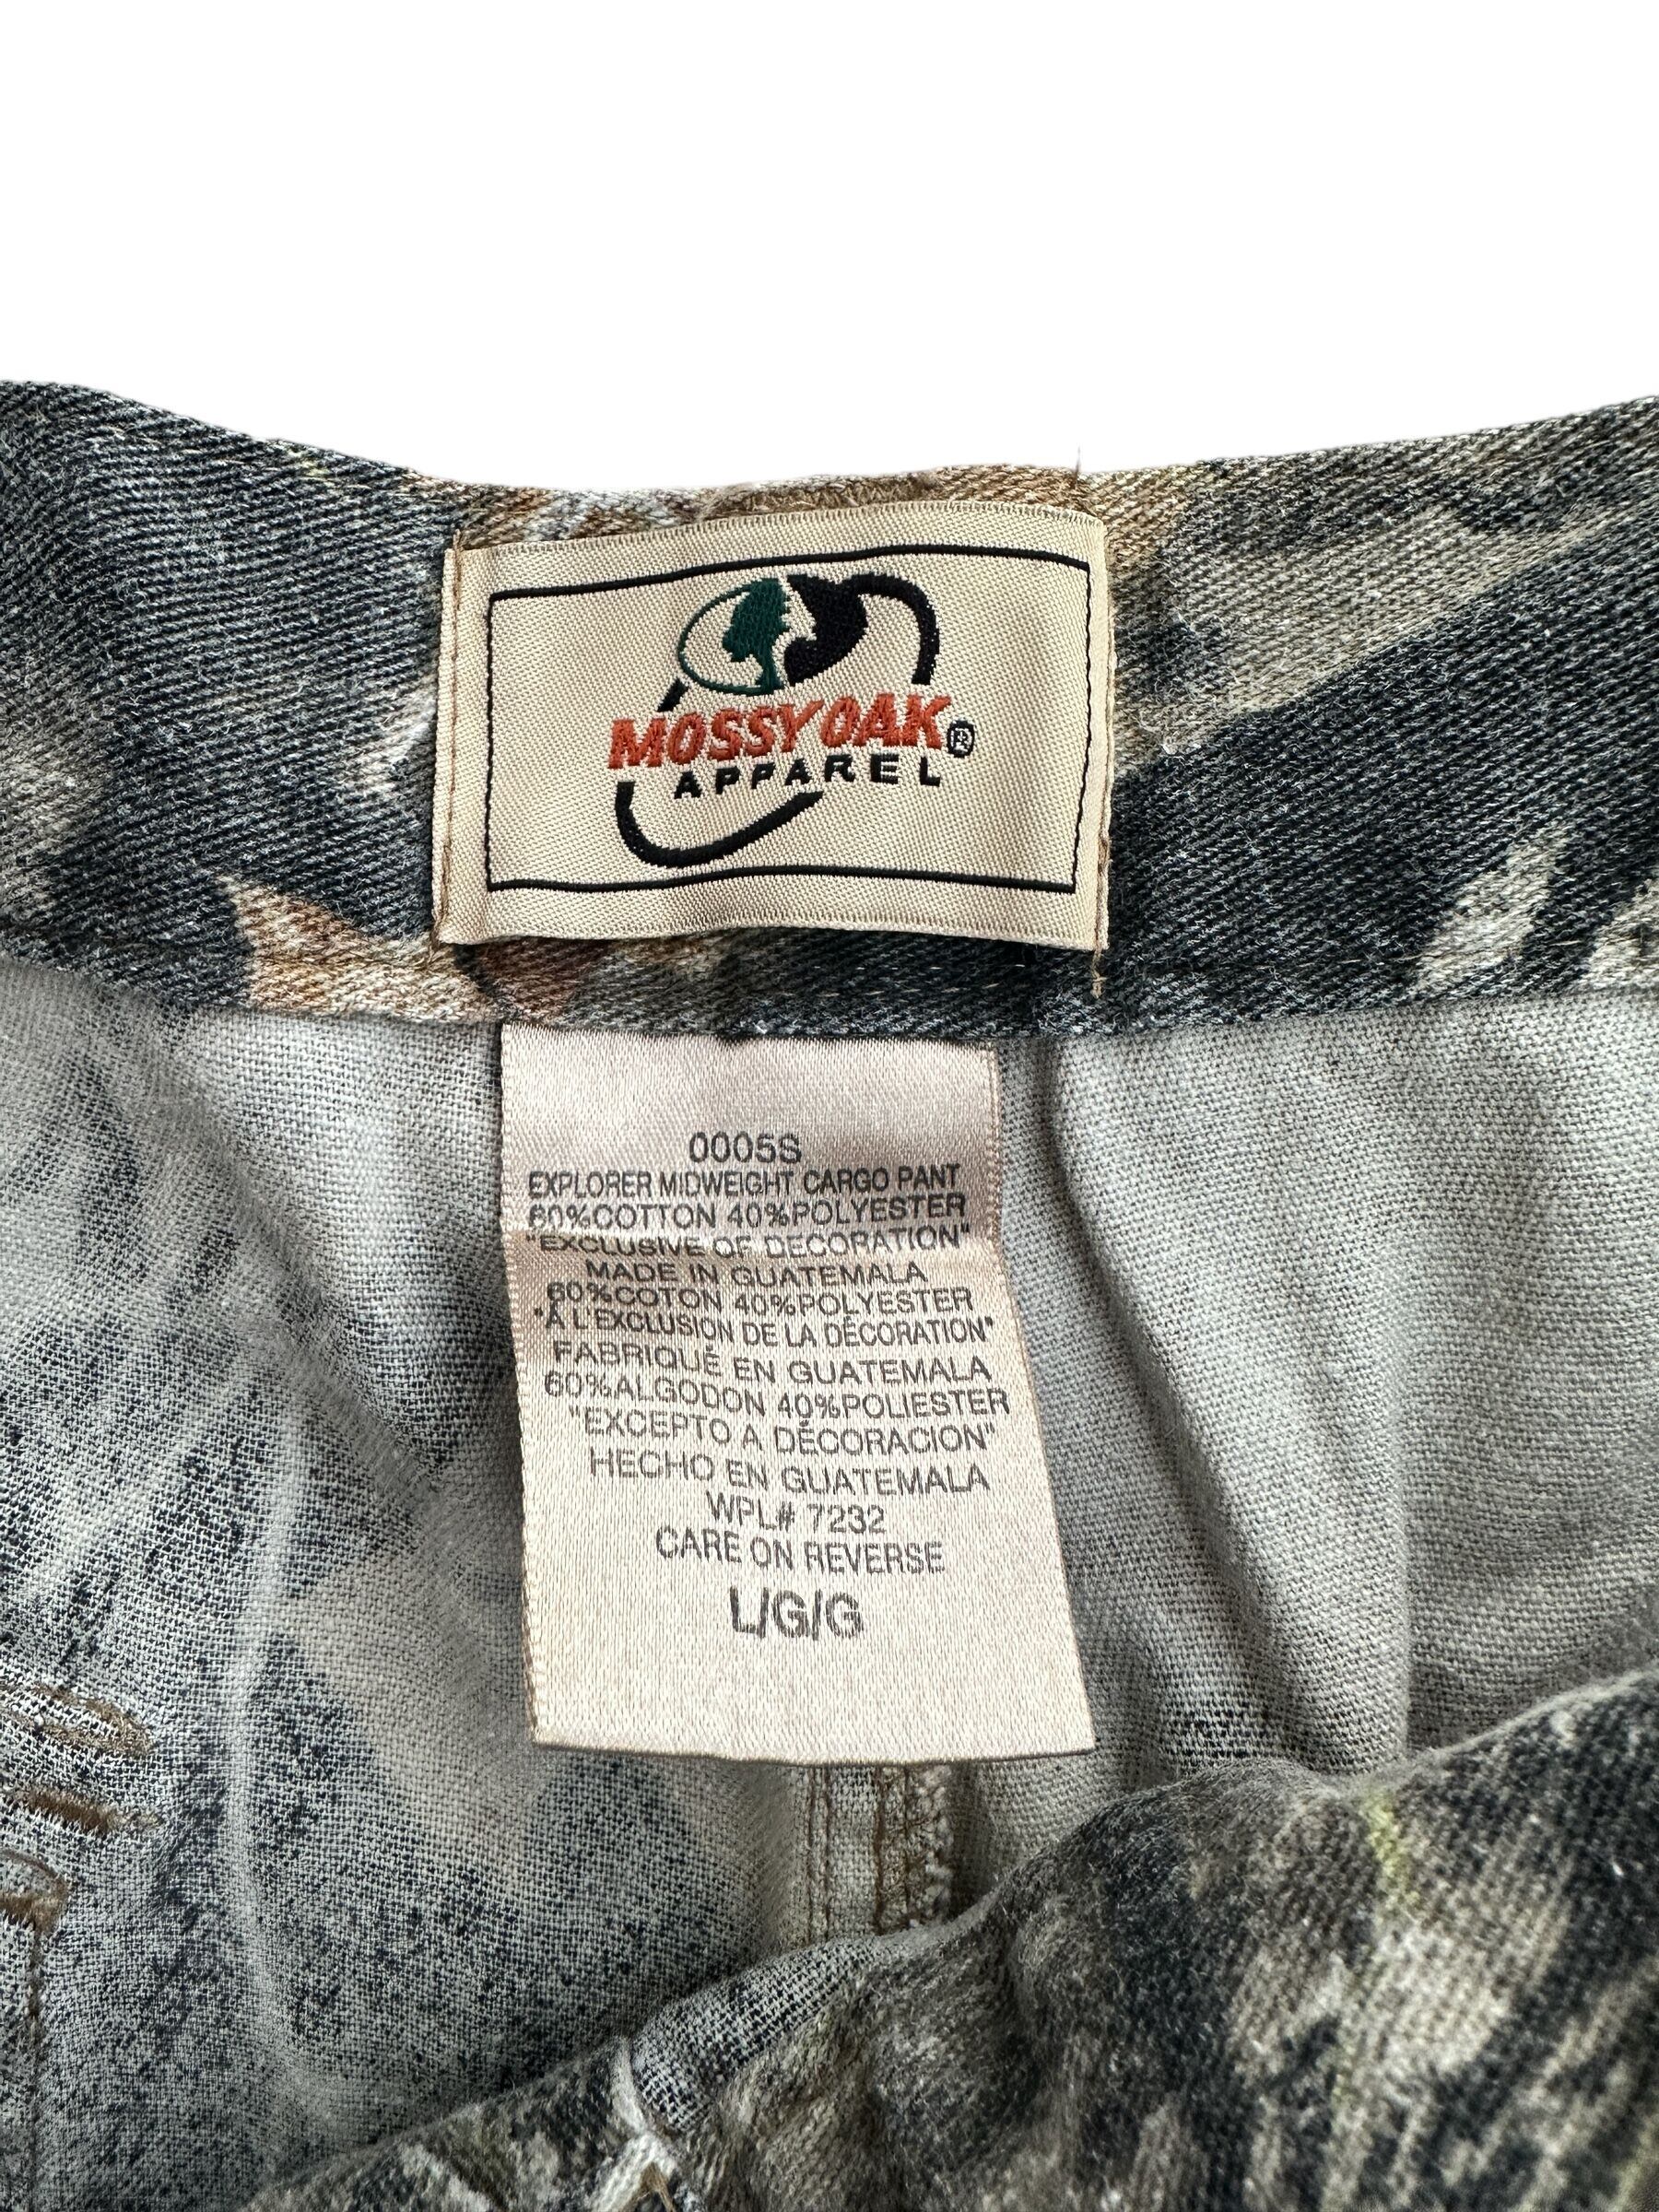 MOSSY OAK®
APPAREL
0005S
EXPLORER MIDWEIGHT CARGO PANT
60%COTTON 40%POLYESTER
"EXCLUSIVE OF DECORATION"
MADE IN GUATEMALA
60%COTON 40%POLYESTER
"À L'EXCLUSION DE LA DÉCORATION"
FABRIQUÉ EN GUATEMALA
60%ALGODON 40%POLIESTER
"EXCEPTO A DÉCORACION"
HECHO EN GUATEMALA
WPL# 7232
CARE ON REVERSE
L/G/G